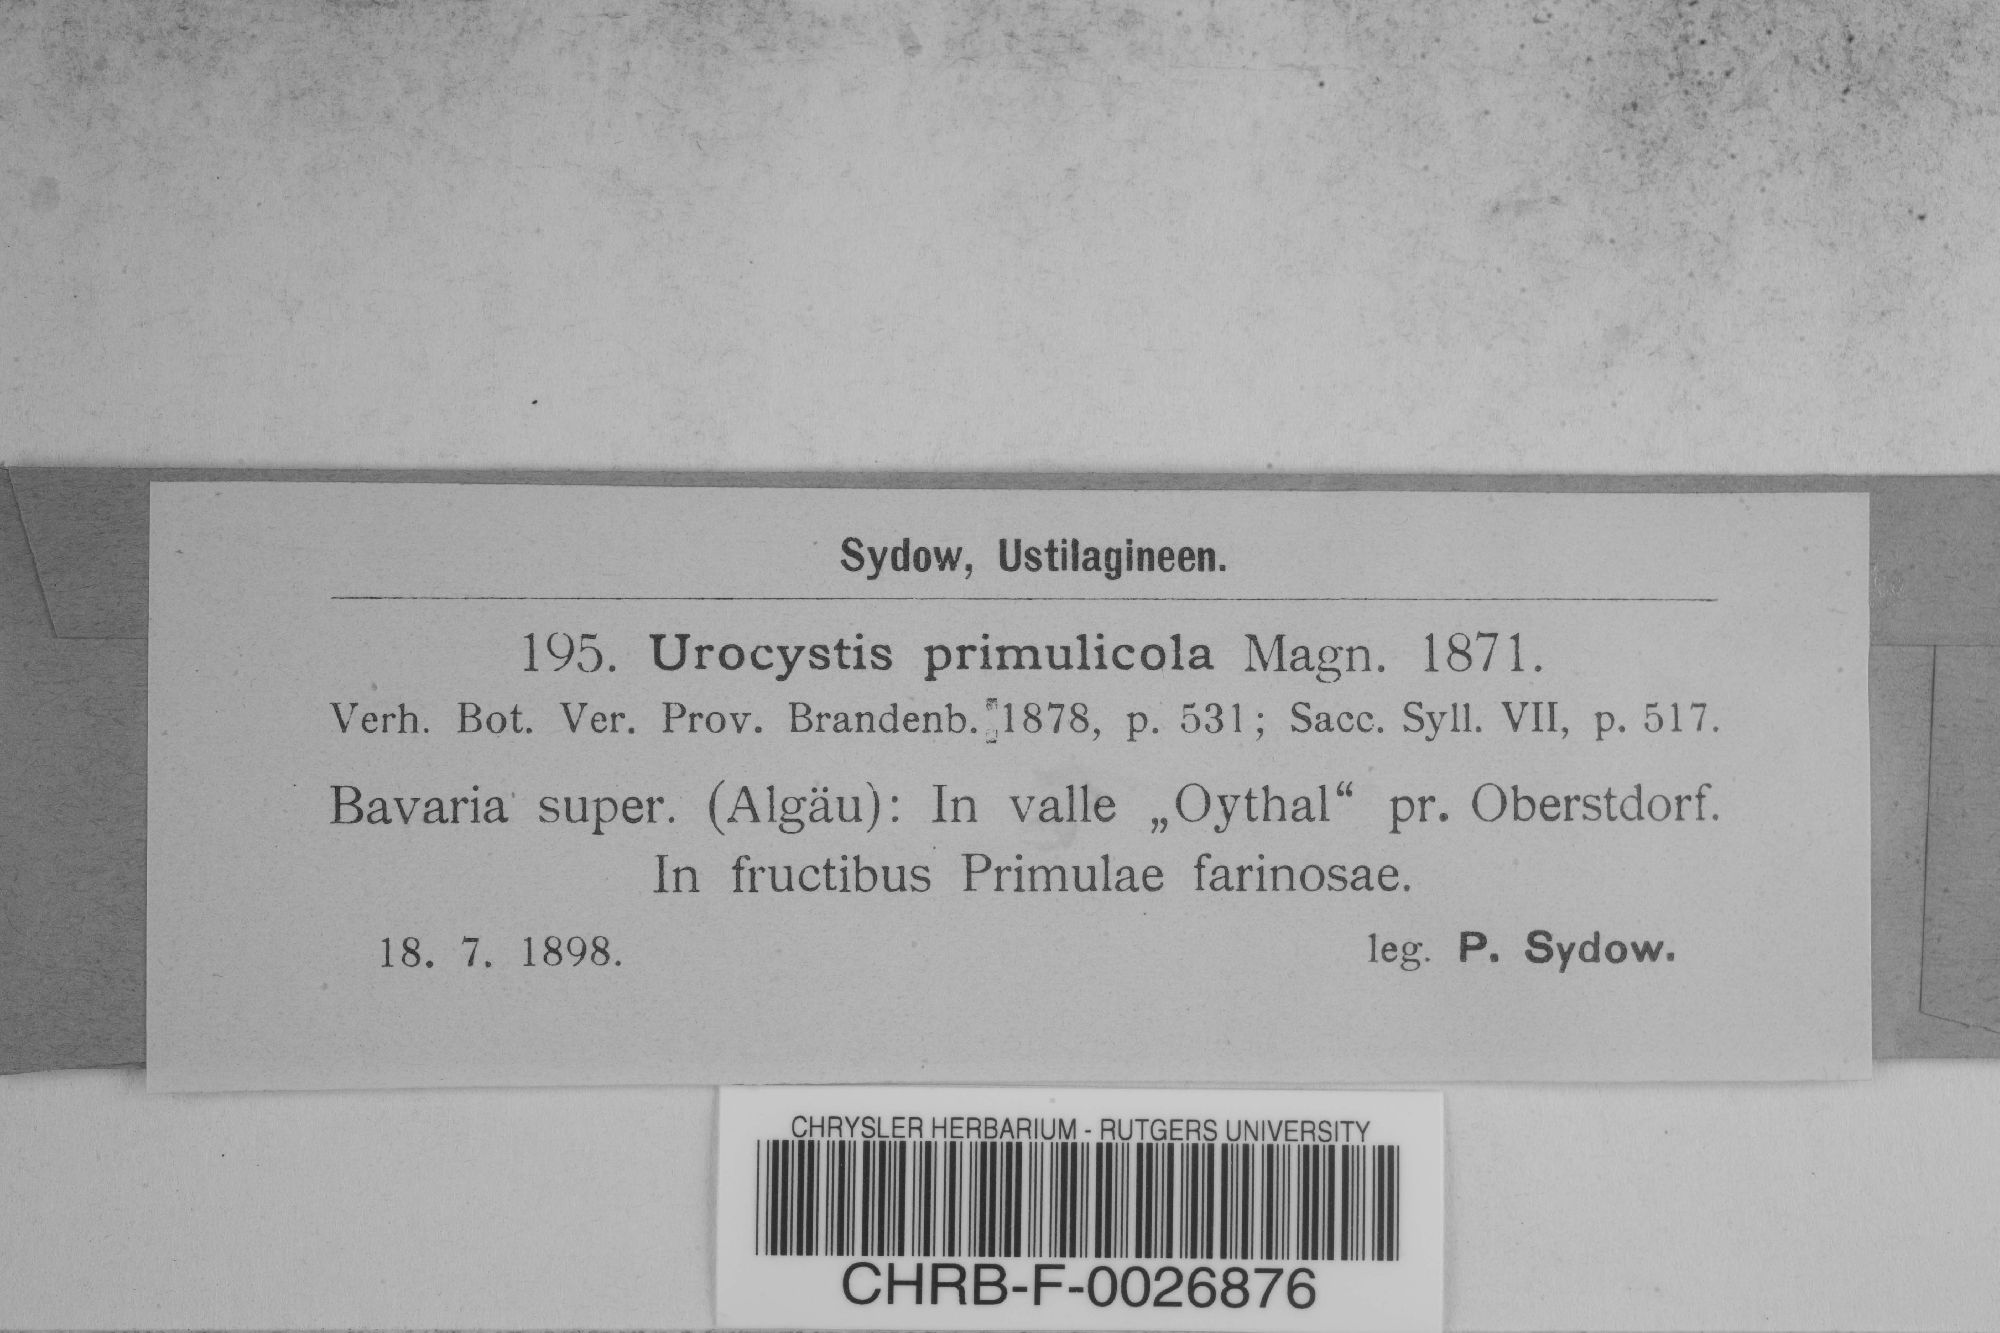 Sydow, Ustilagineen.
195. Urocystis primulicola Magn. 1871.
Verh. Bot. Ver. Prov. Brandenb. 1878, p. 531; Sacc. Syll. VII, p. 517.
Bavaria super. (Algäu): In valle „Oythal“ pr. Oberstdorf.
In fructibus Primulae farinosae.
18. 7. 1898. leg. P. Sydow.
CHRYSLER HERBARIUM - RUTGERS UNIVERSITY
CHRB-F-0026876